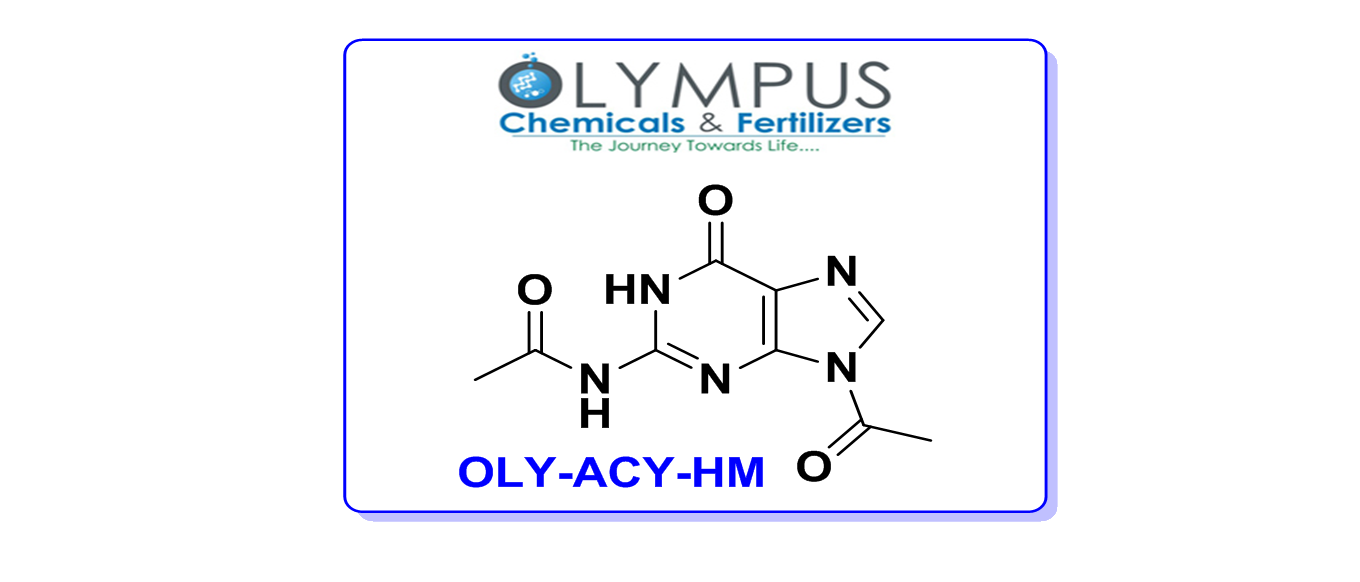 OLYMPUS
Chemicals & Fertilizers
The Journey Towards Life....
O
N
O
HN
N
N
N
H
N
O
OLY-ACY-HM